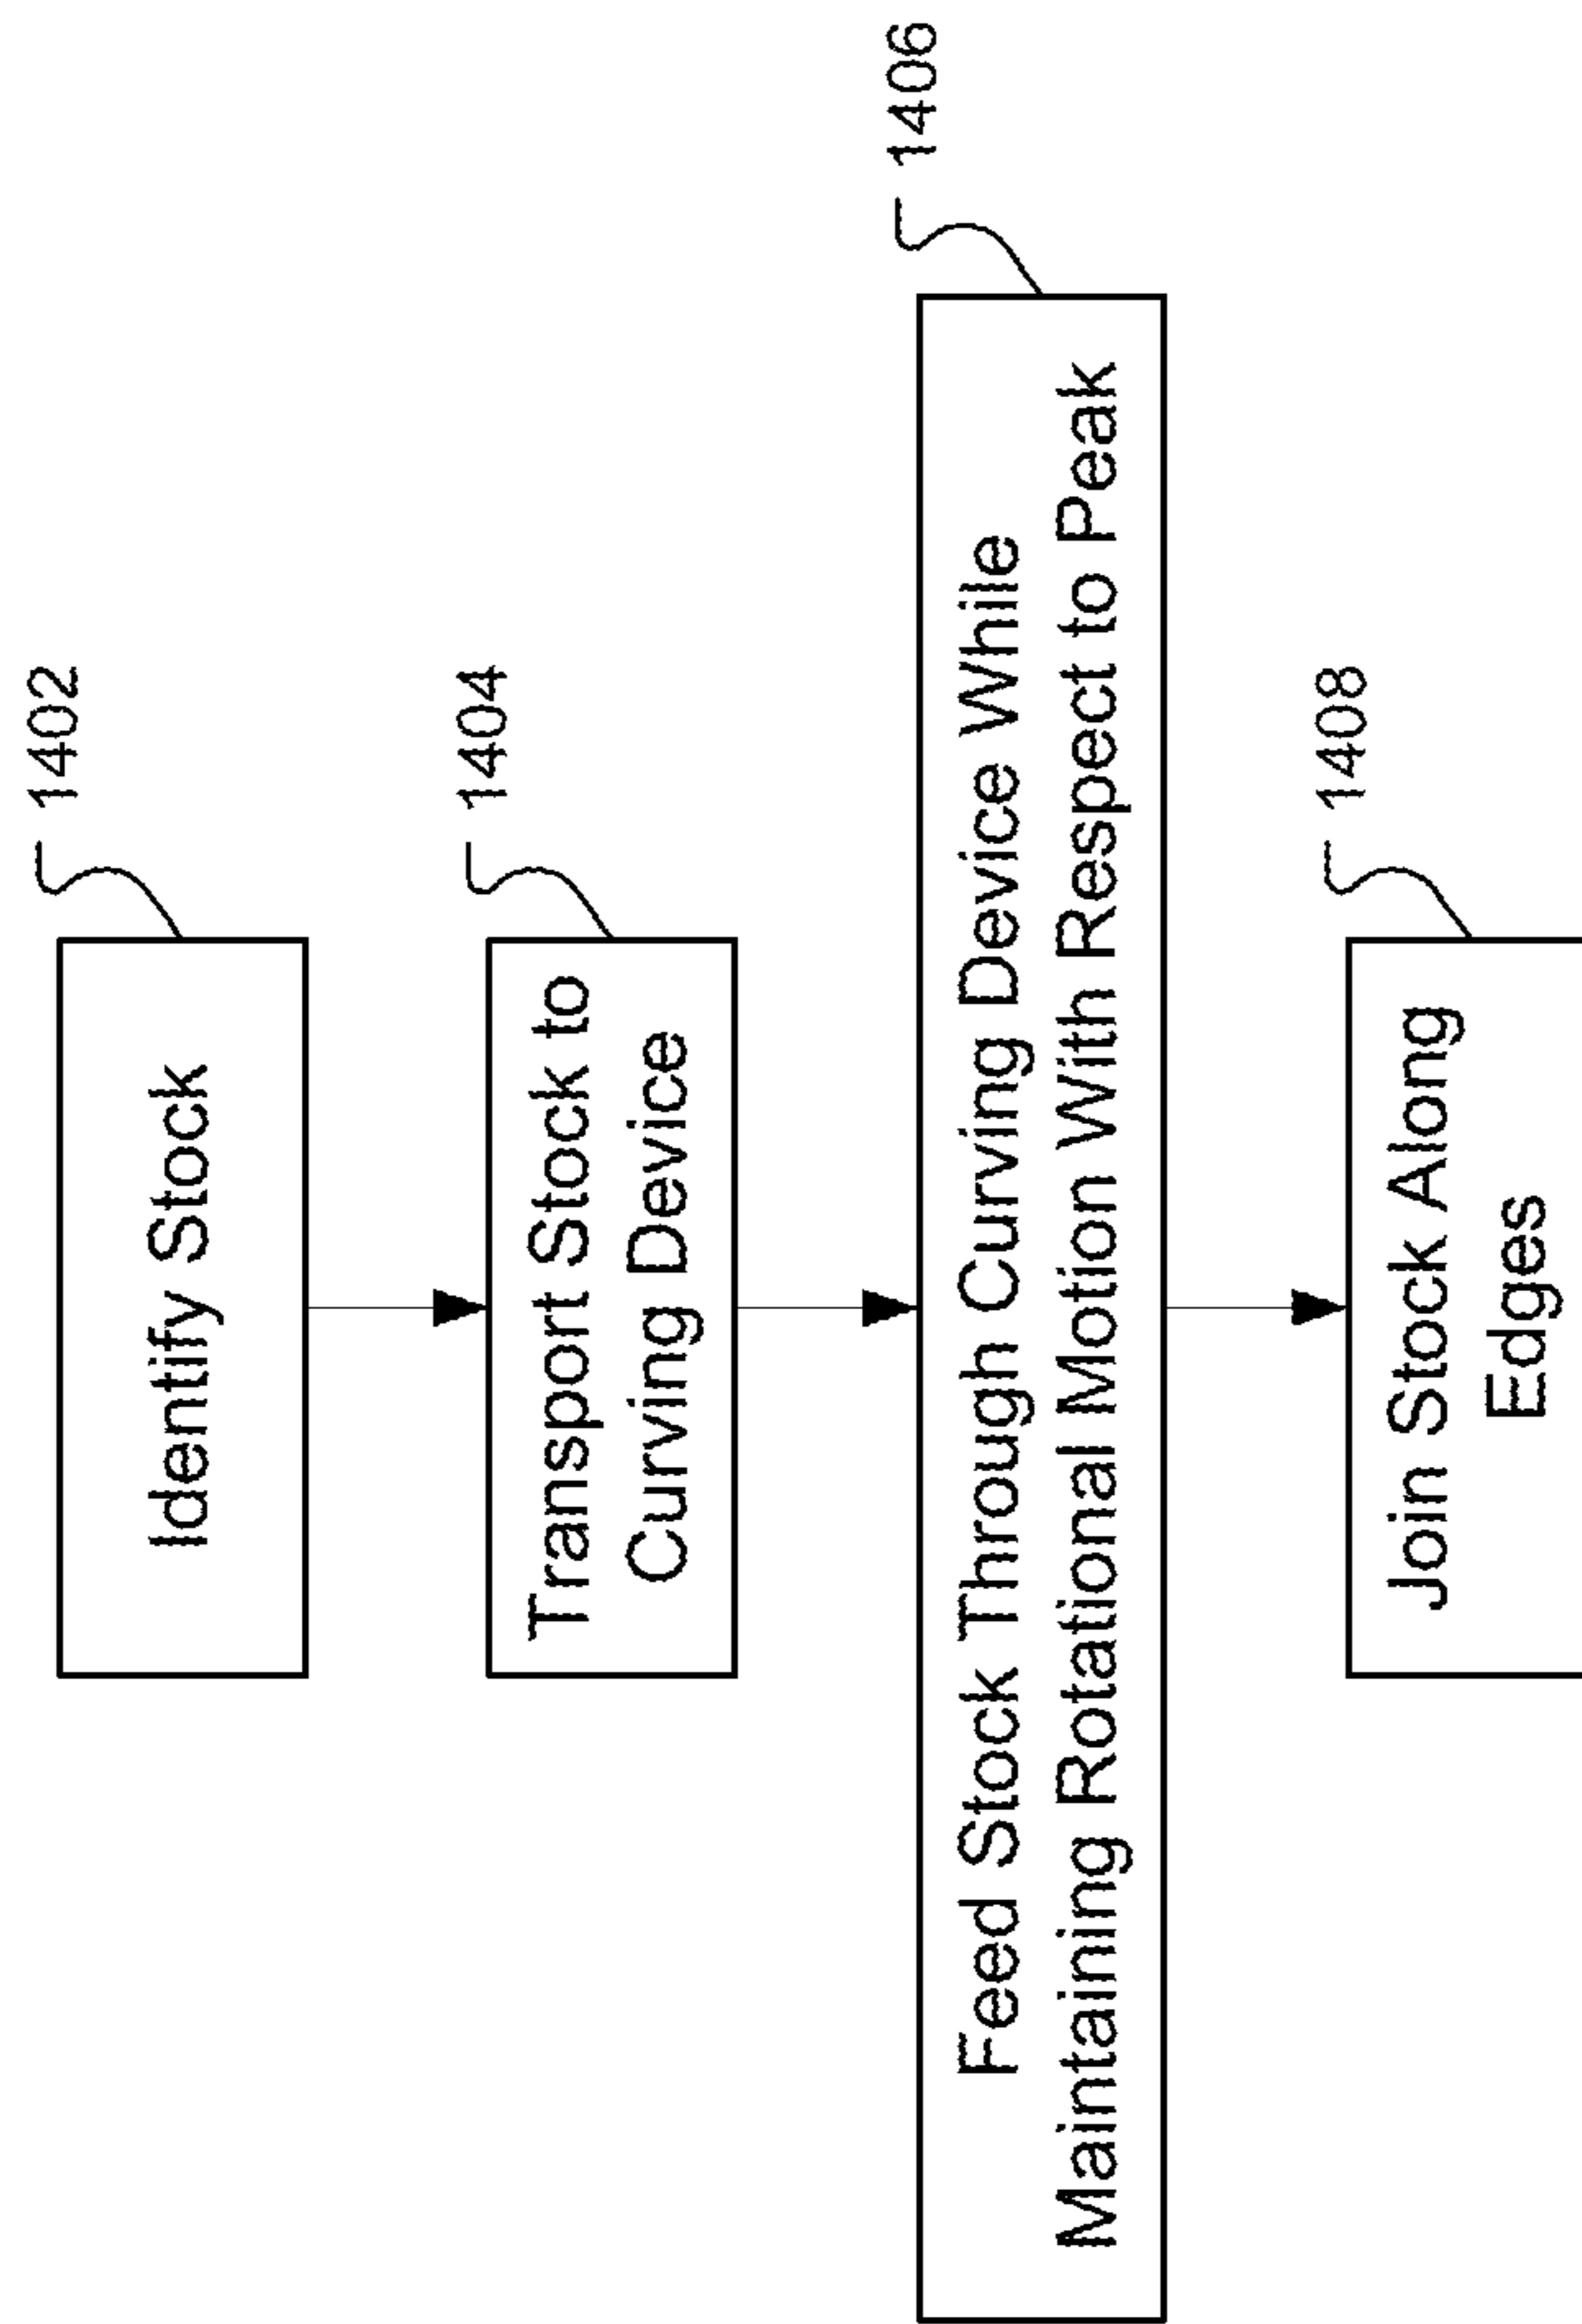 1402
Identify Stock
1404
Transport Stock to
Curving Device
1406
Feed Stock Through Curving Device While
Maintaining Rotational Motion With Respect to Peak
1408
Join Stock Along
Edges